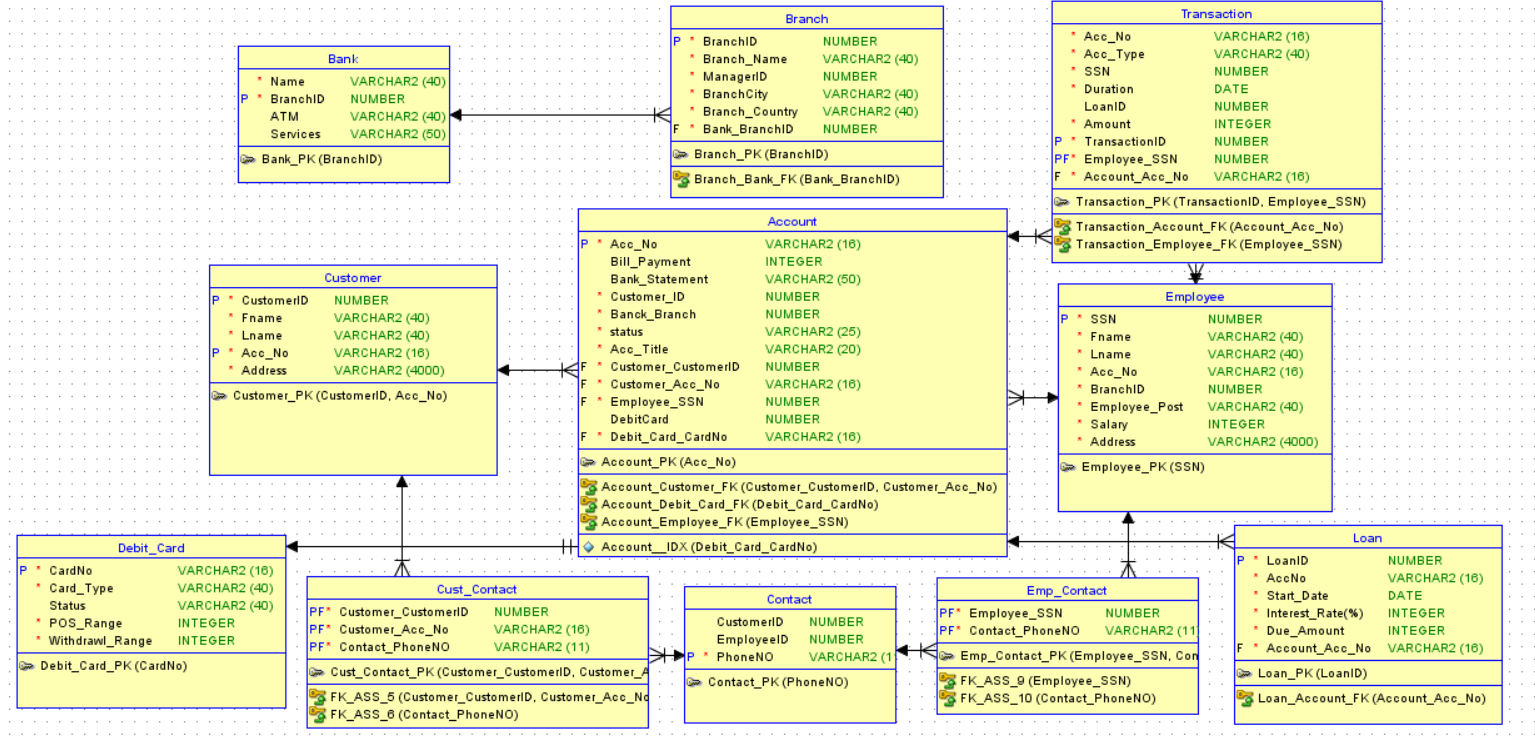 Bank
* Name VARCHAR2 (40)
P * BranchID NUMBER
ATM VARCHAR2 (40)
Services VARCHAR2 (50)
Bank_PK (BranchID)
Branch
P * BranchID NUMBER
* Branch_Name VARCHAR2 (40)
* ManagerID NUMBER
* BranchCity VARCHAR2 (40)
* Branch_Country VARCHAR2 (40)
F * Bank_BranchID NUMBER
Branch_PK (BranchID)
Branch_Bank_FK (Bank_BranchID)
Transaction
* Acc_No VARCHAR2 (16)
* Acc_Type VARCHAR2 (40)
* SSN NUMBER
* Duration DATE
LoanID NUMBER
* Amount INTEGER
P * TransactionID NUMBER
PF* Employee_SSN NUMBER
F * Account_Acc_No VARCHAR2 (16)
Transaction_PK (TransactionID, Employee_SSN)
Transaction_Account_FK (Account_Acc_No)
Transaction_Employee_FK (Employee_SSN)
Customer
P * CustomerID NUMBER
* Fname VARCHAR2 (40)
* Lname VARCHAR2 (40)
P * Acc_No VARCHAR2 (16)
* Address VARCHAR2 (4000)
Customer_PK (CustomerID, Acc_No)
Account
P * Acc_No VARCHAR2 (16)
Bill_Payment INTEGER
Bank_Statement VARCHAR2 (50)
* Customer_ID NUMBER
* Banck_Branch NUMBER
* status VARCHAR2 (25)
* Acc_Title VARCHAR2 (20)
F * Customer_CustomerID NUMBER
F * Customer_Acc_No VARCHAR2 (16)
F * Employee_SSN NUMBER
DebitCard NUMBER
F * Debit_Card_CardNo VARCHAR2 (16)
Account_PK (Acc_No)
Account_Customer_FK (Customer_CustomerID, Customer_Acc_No)
Account_Debit_Card_FK (Debit_Card_CardNo)
Account_Employee_FK (Employee_SSN)
Account__IDX (Debit_Card_CardNo)
Employee
P * SSN NUMBER
* Fname VARCHAR2 (40)
* Lname VARCHAR2 (40)
* Acc_No VARCHAR2 (16)
* BranchID NUMBER
* Employee_Post VARCHAR2 (40)
* Salary INTEGER
* Address VARCHAR2 (4000)
Employee_PK (SSN)
Debit_Card
P * CardNo VARCHAR2 (16)
* Card_Type VARCHAR2 (40)
Status VARCHAR2 (40)
* POS_Range INTEGER
* Withdrawl_Range INTEGER
Debit_Card_PK (CardNo)
Cust_Contact
PF* Customer_CustomerID NUMBER
PF* Customer_Acc_No VARCHAR2 (16)
PF* Contact_PhoneNO VARCHAR2 (11)
Cust_Contact_PK (Customer_CustomerID, Customer_A
FK_ASS_5 (Customer_CustomerID, Customer_Acc_No
FK_ASS_6 (Contact_PhoneNO)
Contact
CustomerID NUMBER
EmployeeID NUMBER
P * PhoneNO VARCHAR2 (1
Contact_PK (PhoneNO)
Emp_Contact
PF* Employee_SSN NUMBER
PF* Contact_PhoneNO VARCHAR2 (11
Emp_Contact_PK (Employee_SSN, Con
FK_ASS_9 (Employee_SSN)
FK_ASS_10 (Contact_PhoneNO)
Loan
P * LoanID NUMBER
* AccNo VARCHAR2 (16)
* Start_Date DATE
* Interest_Rate(%) INTEGER
* Due_Amount INTEGER
F * Account_Acc_No VARCHAR2 (16)
Loan_PK (LoanID)
Loan_Account_FK (Account_Acc_No)